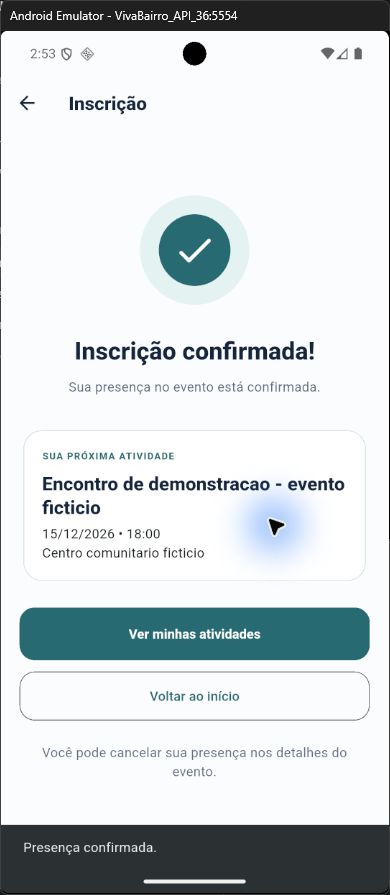 Android Emulator - VivaBairro_API_36:5554
2:53
Inscrição
Inscrição confirmada!
Sua presença no evento está confirmada.
SUA PRÓXIMA ATIVIDADE
Encontro de demonstracao - evento
ficticio
15/12/2026 • 18:00
Centro comunitario ficticio
Ver minhas atividades
Voltar ao início
Você pode cancelar sua presença nos detalhes do
evento.
Presença confirmada.